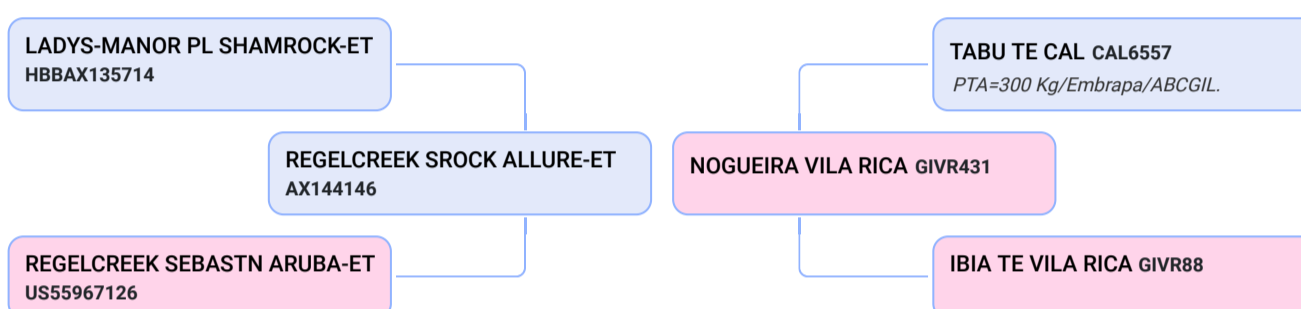 LADYS-MANOR PL SHAMROCK-ET
HBBAX135714
TABU TE CAL CAL6557
PTA=300 Kg/Embrapa/ABCGIL.
REGELCREEK SROCK ALLURE-ET
AX144146
NOGUEIRA VILA RICA GIVR431
REGELCREEK SEBASTN ARUBA-ET
US55967126
IBIA TE VILA RICA GIVR88